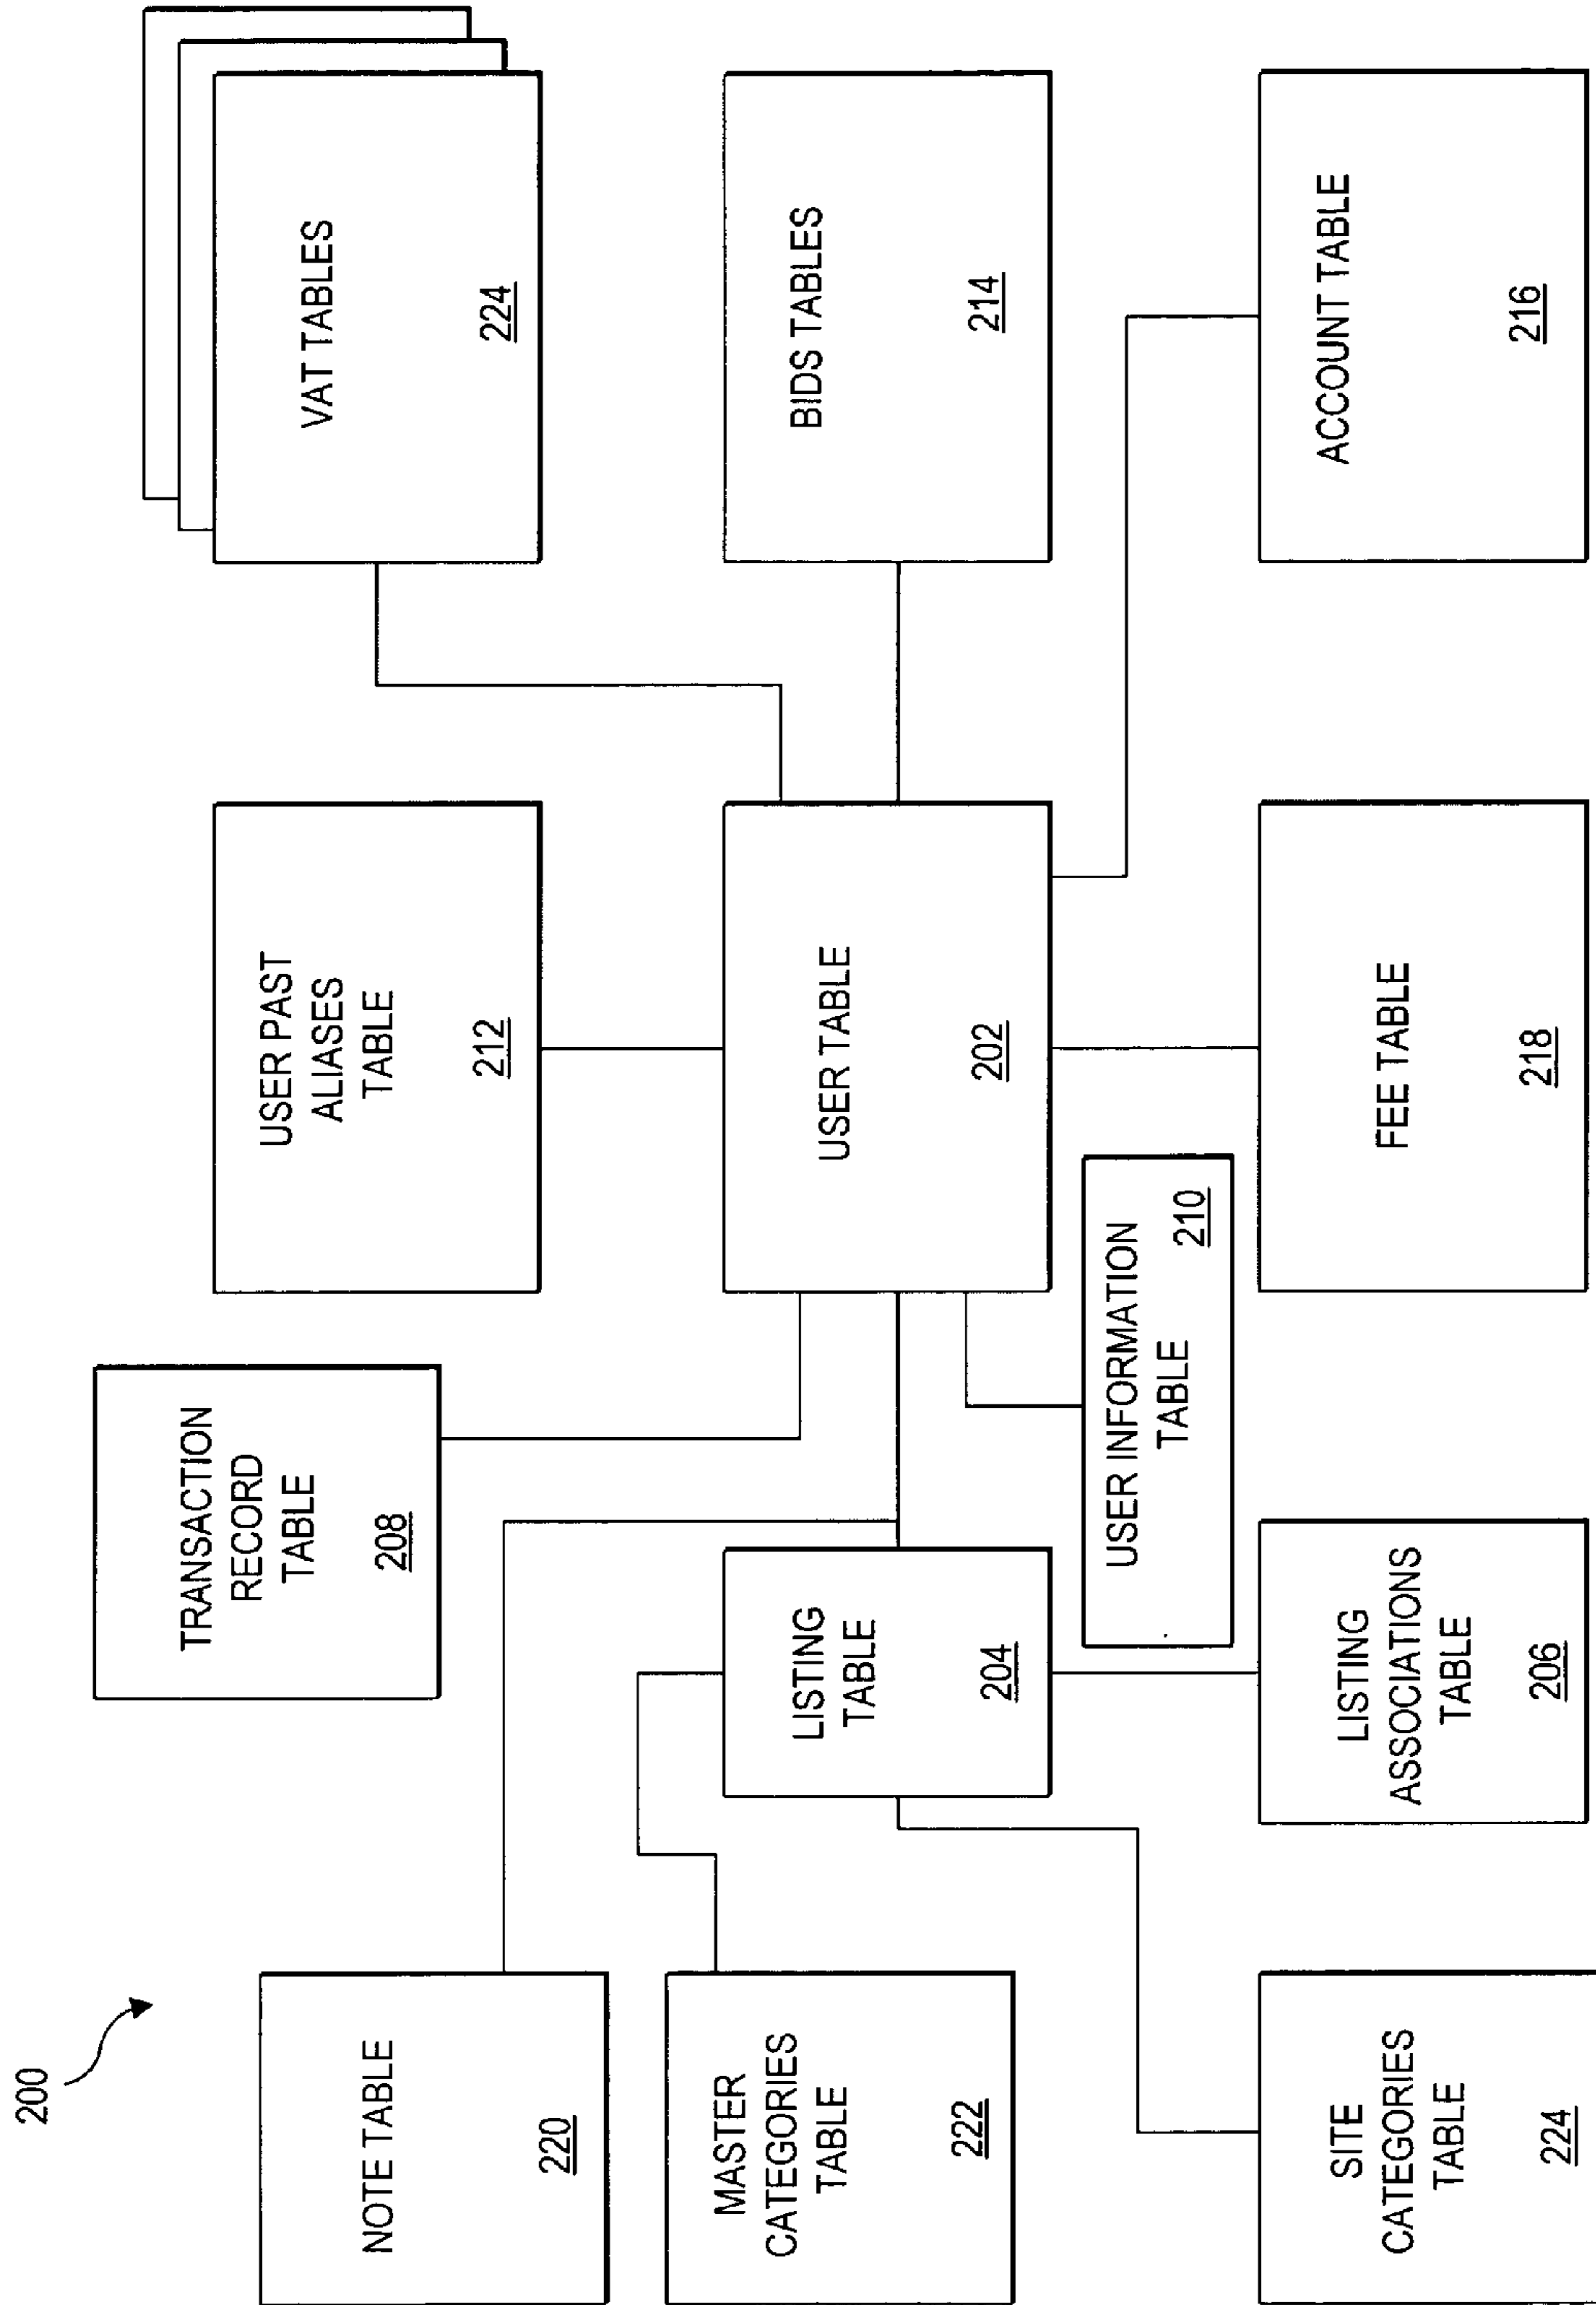 200
NOTE TABLE
220
TRANSACTION
RECORD
TABLE
208
USER PAST
ALIASES
TABLE
212
VAT TABLES
224
MASTER
CATEGORIES
TABLE
222
LISTING
TABLE
204
USER TABLE
202
BIDS TABLES
214
USER INFORMATION
TABLE
210
SITE
CATEGORIES
TABLE
224
LISTING
ASSOCIATIONS
TABLE
206
FEE TABLE
218
ACCOUNT TABLE
216